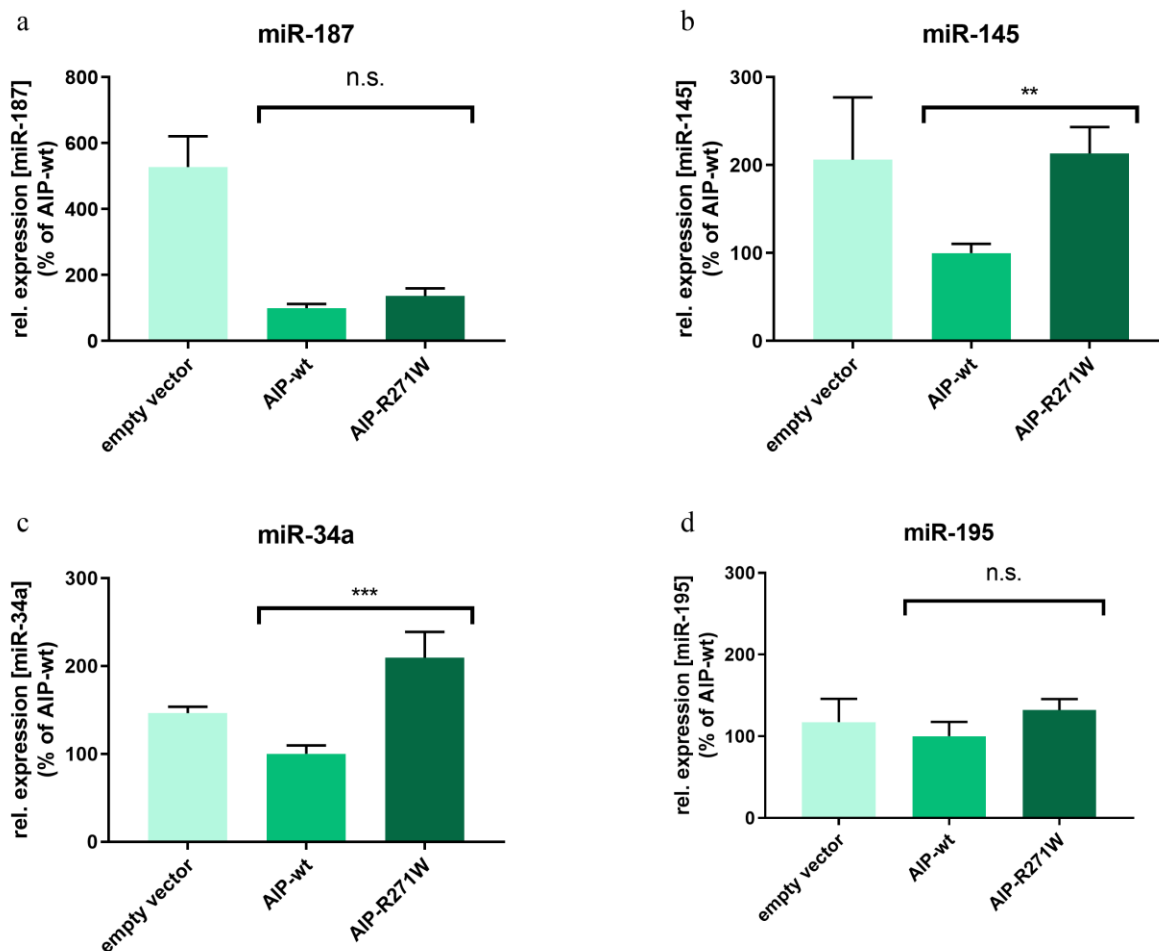 a
miR-187
rel. expression [miR-187]
(% of AIP-wt)
800
600
400
200
0
n.s.
empty vector
AIP-wt
AIP-R271W
b
miR-145
rel. expression [miR-145]
(% of AIP-wt)
300
200
100
0
**
empty vector
AIP-wt
AIP-R271W
c
miR-34a
rel. expression [miR-34a]
(% of AIP-wt)
300
200
100
0
***
empty vector
AIP-wt
AIP-R271W
d
miR-195
rel. expression [miR-195]
(% of AIP-wt)
300
200
100
0
n.s.
empty vector
AIP-wt
AIP-R271W